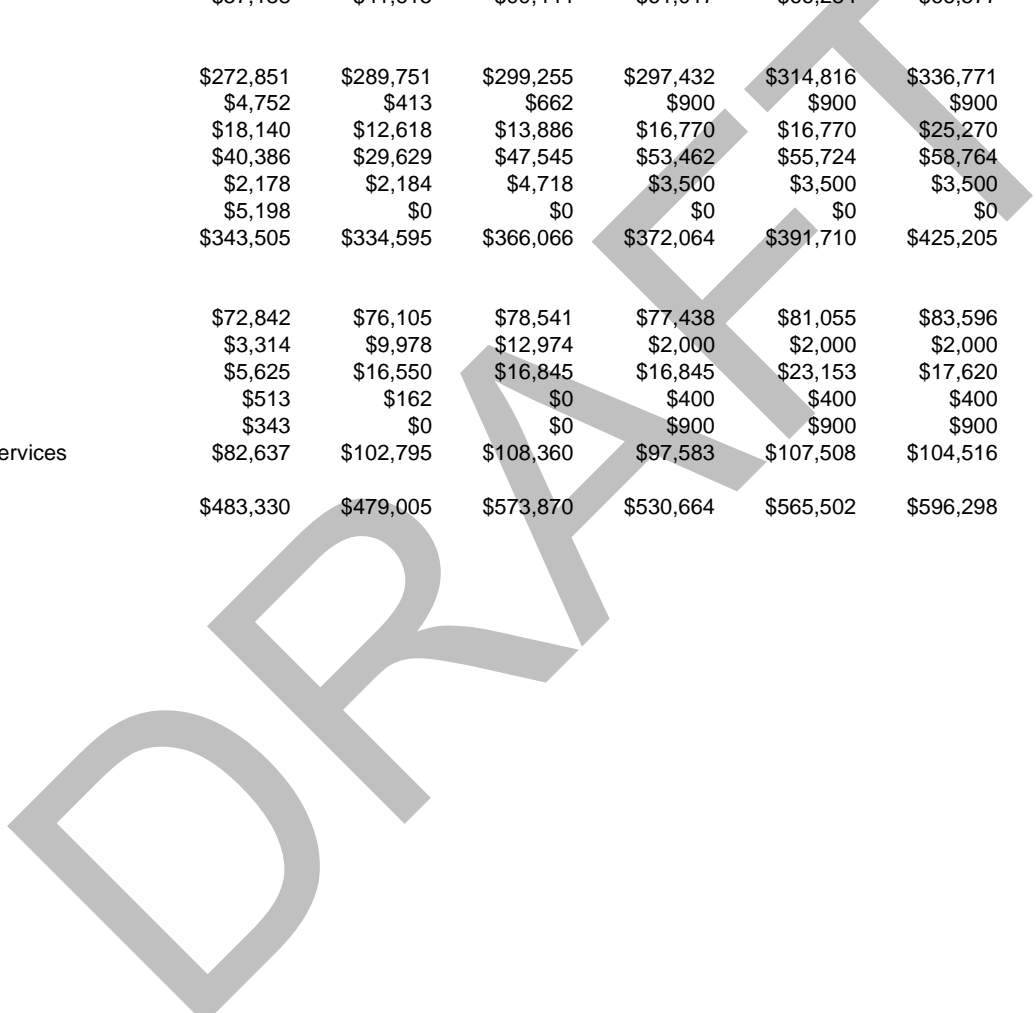 $272,851 $289,751 $299,255 $297,432 $314,816 $336,771
$4,752 $413 $662 $900 $900 $900
$18,140 $12,618 $13,886 $16,770 $16,770 $25,270
$40,386 $29,629 $47,545 $53,462 $55,724 $58,764
$2,178 $2,184 $4,718 $3,500 $3,500 $3,500
$5,198 $0 $0 $0 $0 $0
$343,505 $334,595 $366,066 $372,064 $391,710 $425,205
$72,842 $76,105 $78,541 $77,438 $81,055 $83,596
$3,314 $9,978 $12,974 $2,000 $2,000 $2,000
$5,625 $16,550 $16,845 $16,845 $23,153 $17,620
$513 $162 $0 $400 $400 $400
$343 $0 $0 $900 $900 $900
ervices $82,637 $102,795 $108,360 $97,583 $107,508 $104,516
$483,330 $479,005 $573,870 $530,664 $565,502 $596,298
DRAFT